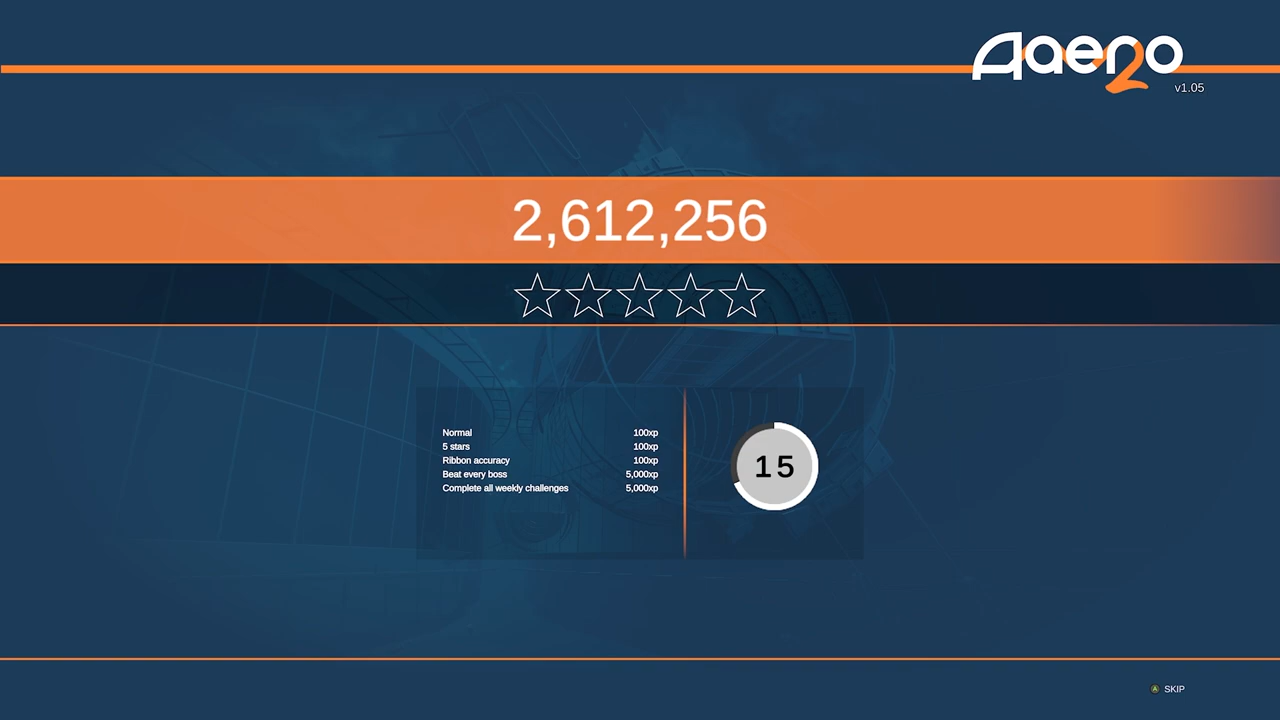 Aaero2
v1.05
2,612,256
Normal 100xp
5 stars 100xp
Ribbon accuracy 100xp
Beat every boss 5,000xp
Complete all weekly challenges 5,000xp
15
A SKIP